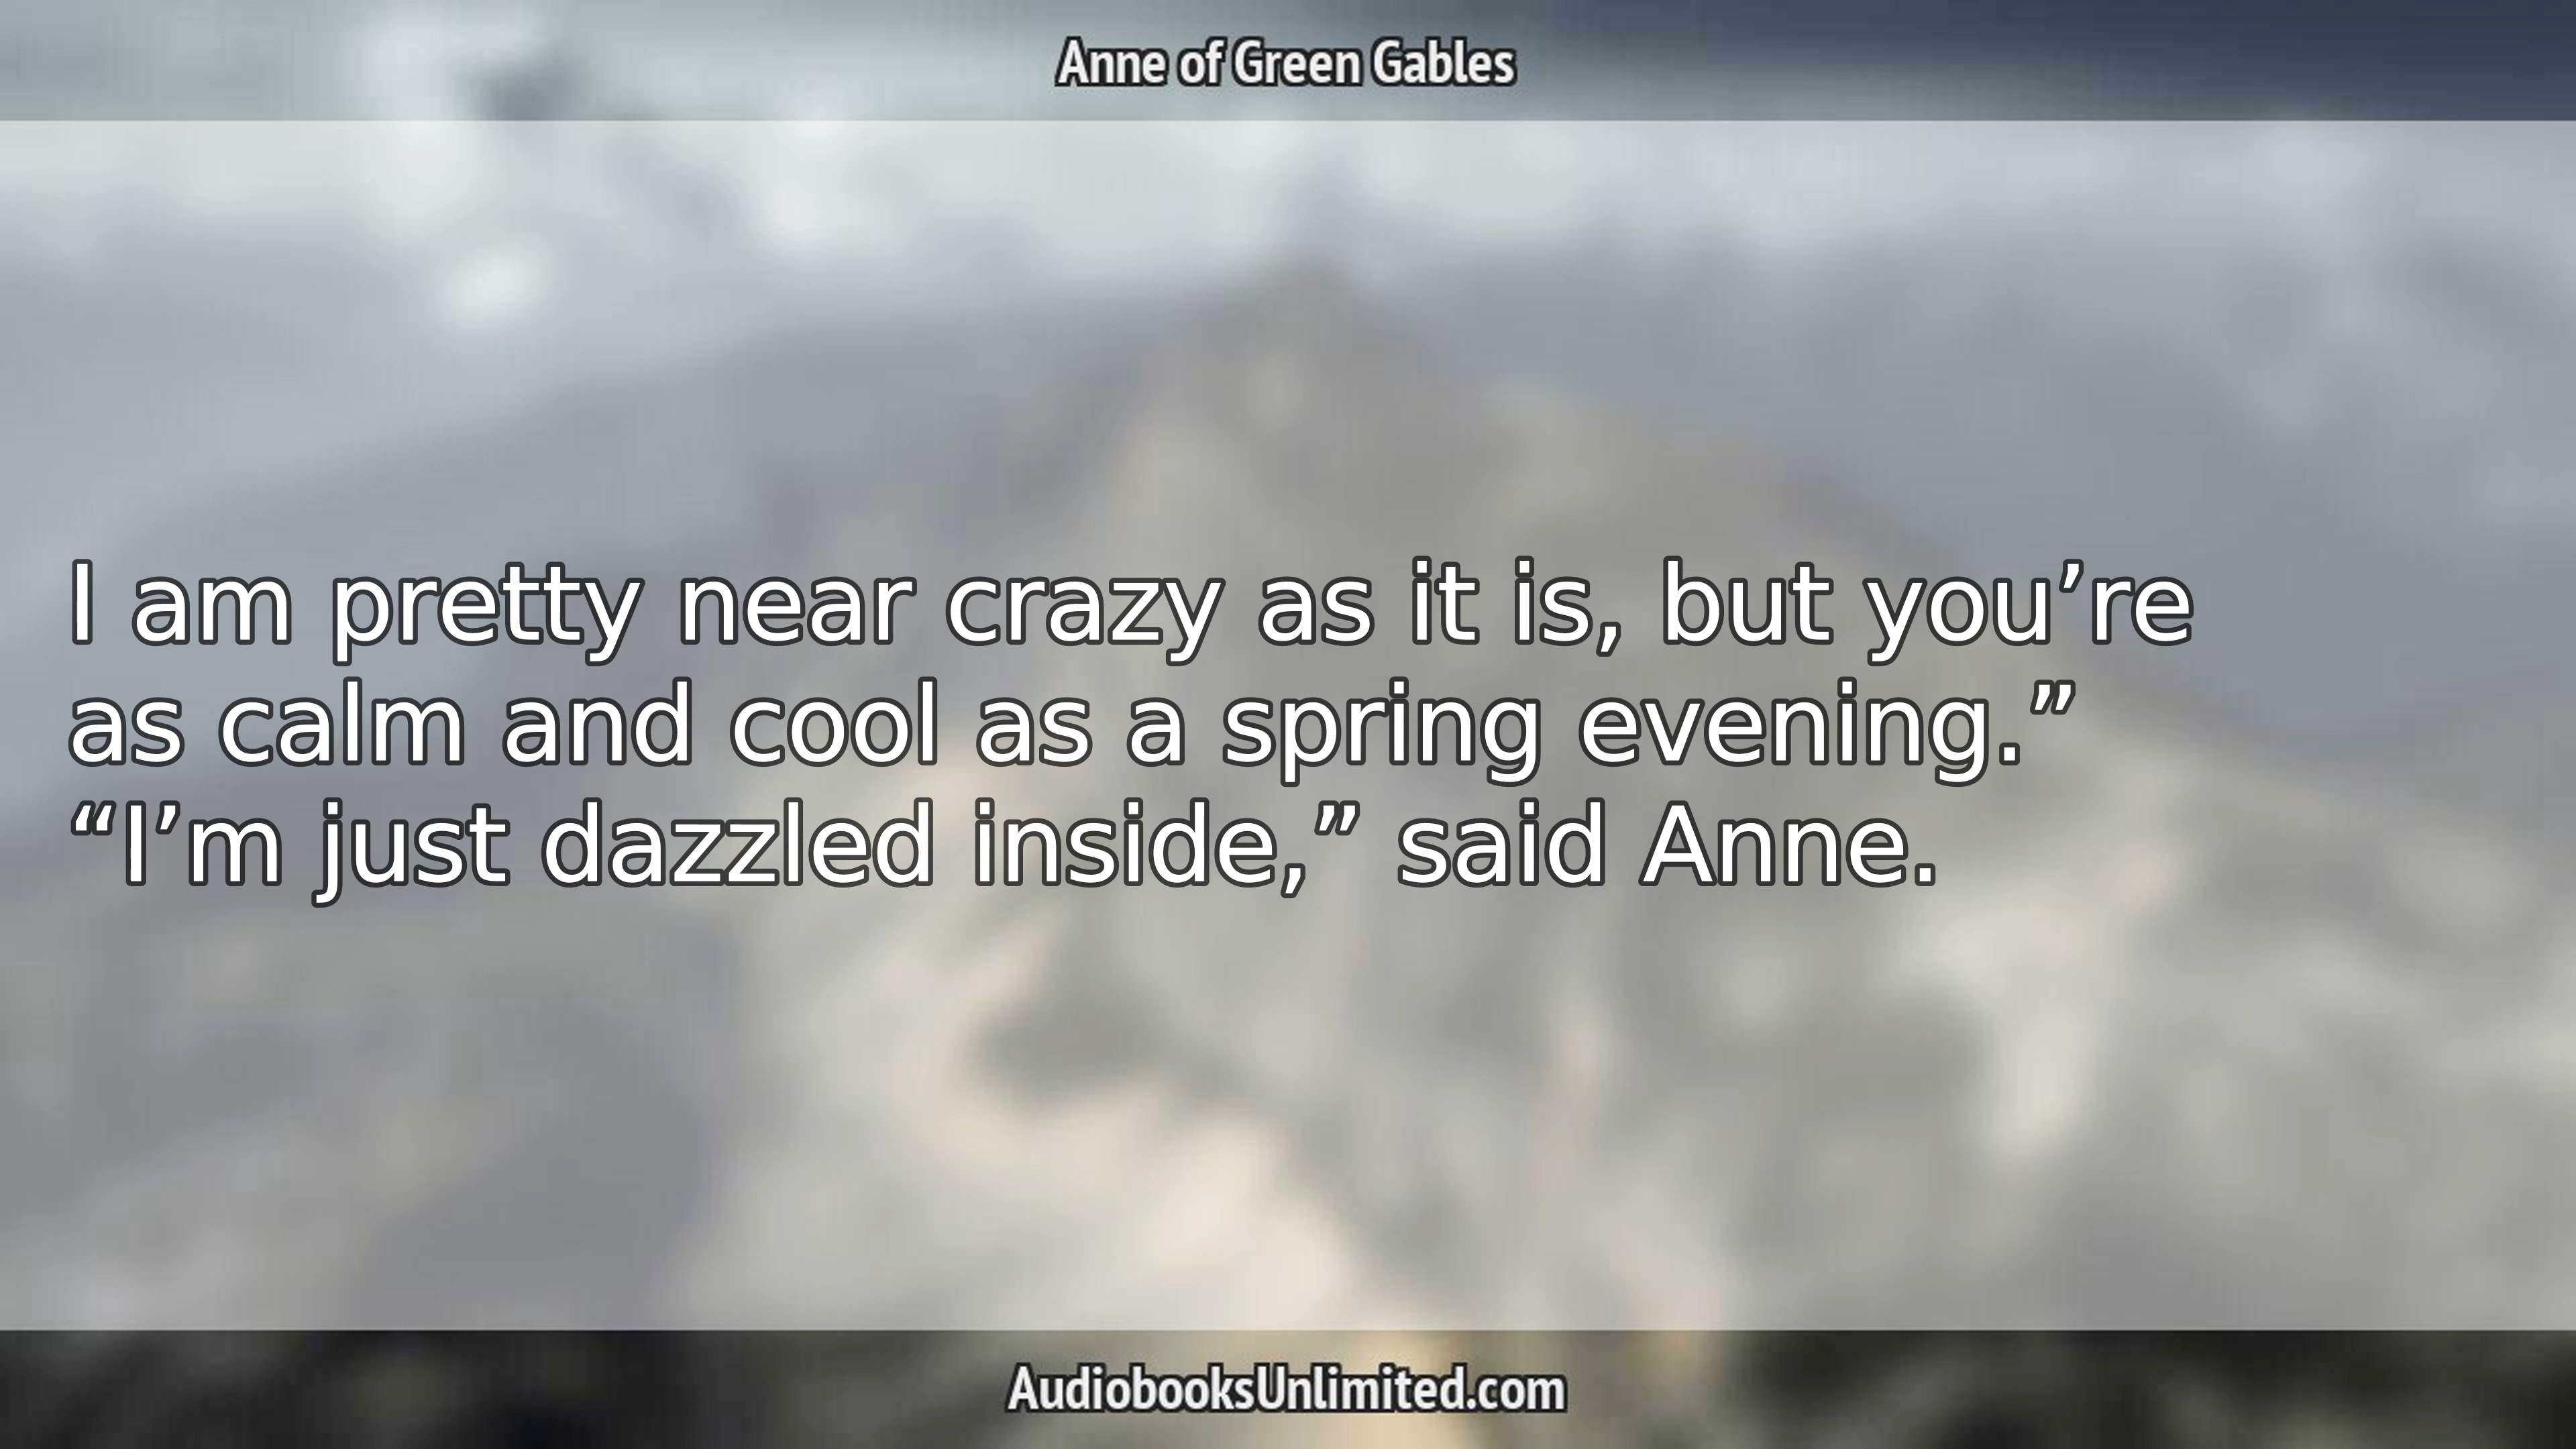 Anne of Green Gables
I am pretty near crazy as it is, but you’re
as calm and cool as a spring evening.”
“I’m just dazzled inside,” said Anne.
AudiobooksUnlimited.com